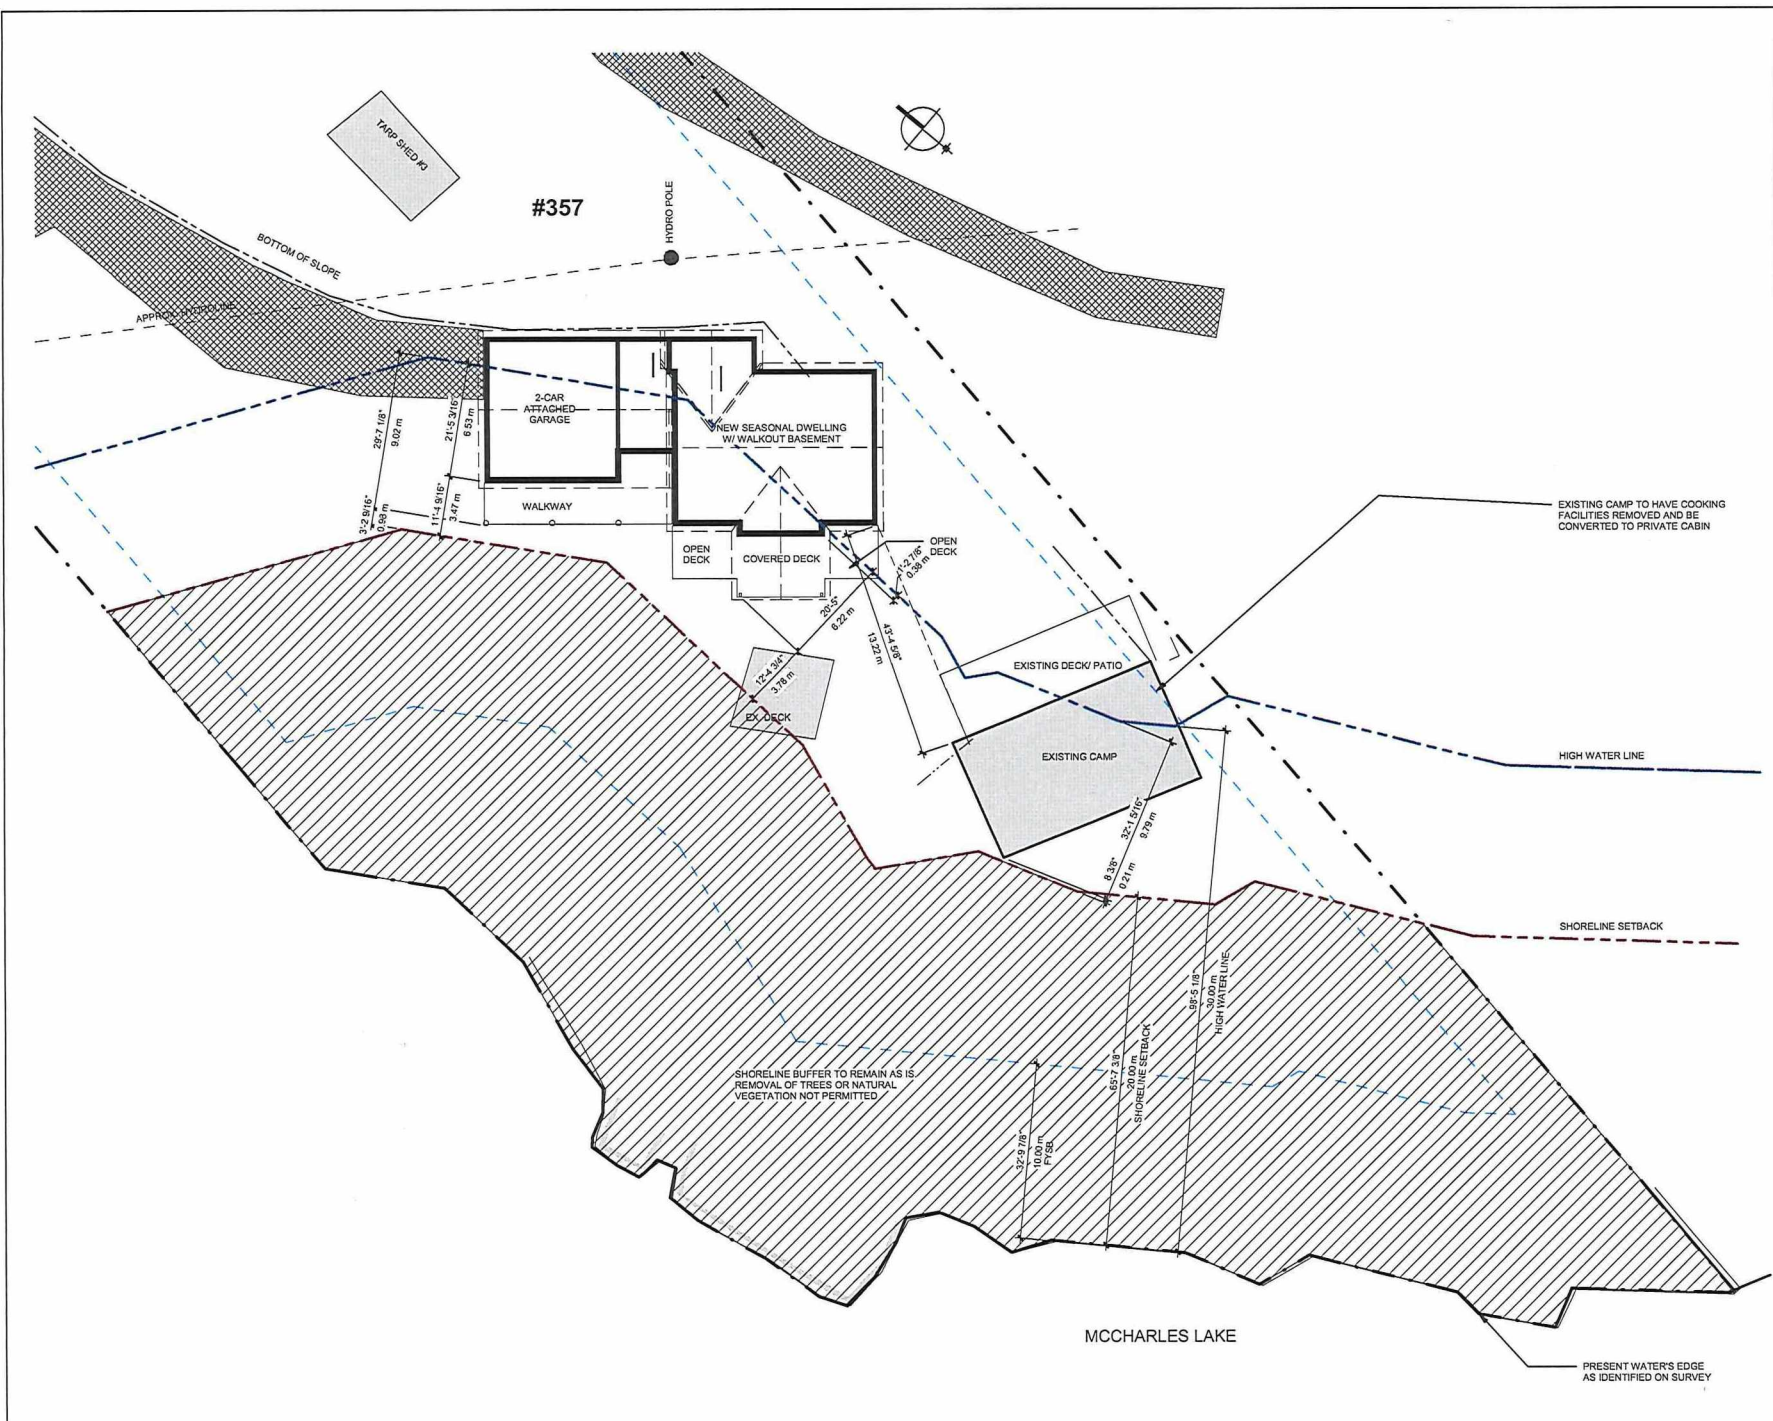 TARP SHED #3
#357
HYDRO POLE
BOTTOM OF SLOPE
APPROX. HYDROLINE
2-CAR
ATTACHED
GARAGE
NEW SEASONAL DWELLING
W/ WALKOUT BASEMENT
29'-7 1/8"
9.02 m
21'-5 3/16"
6.53 m
3'-2 9/16"
0.98 m
11'-4 9/16"
3.47 m
WALKWAY
OPEN
DECK
COVERED DECK
OPEN
DECK
1'-2 7/8"
0.38 m
20'-5"
6.22 m
43'-4 5/8"
13.22 m
12'-4 3/4"
3.78 m
EX. DECK
EXISTING CAMP TO HAVE COOKING
FACILITIES REMOVED AND BE
CONVERTED TO PRIVATE CABIN
EXISTING DECK/ PATIO
EXISTING CAMP
HIGH WATER LINE
32'-1 5/16"
9.79 m
8 3/8"
0.21 m
SHORELINE SETBACK
98'-5 1/8"
30.00 m
HIGH WATER LINE
65'-7 3/8"
20.00 m
SHORELINE SETBACK
32'-9 7/8"
10.00 m
FYSB
SHORELINE BUFFER TO REMAIN AS IS.
REMOVAL OF TREES OR NATURAL
VEGETATION NOT PERMITTED
MCCHARLES LAKE
PRESENT WATER'S EDGE
AS IDENTIFIED ON SURVEY